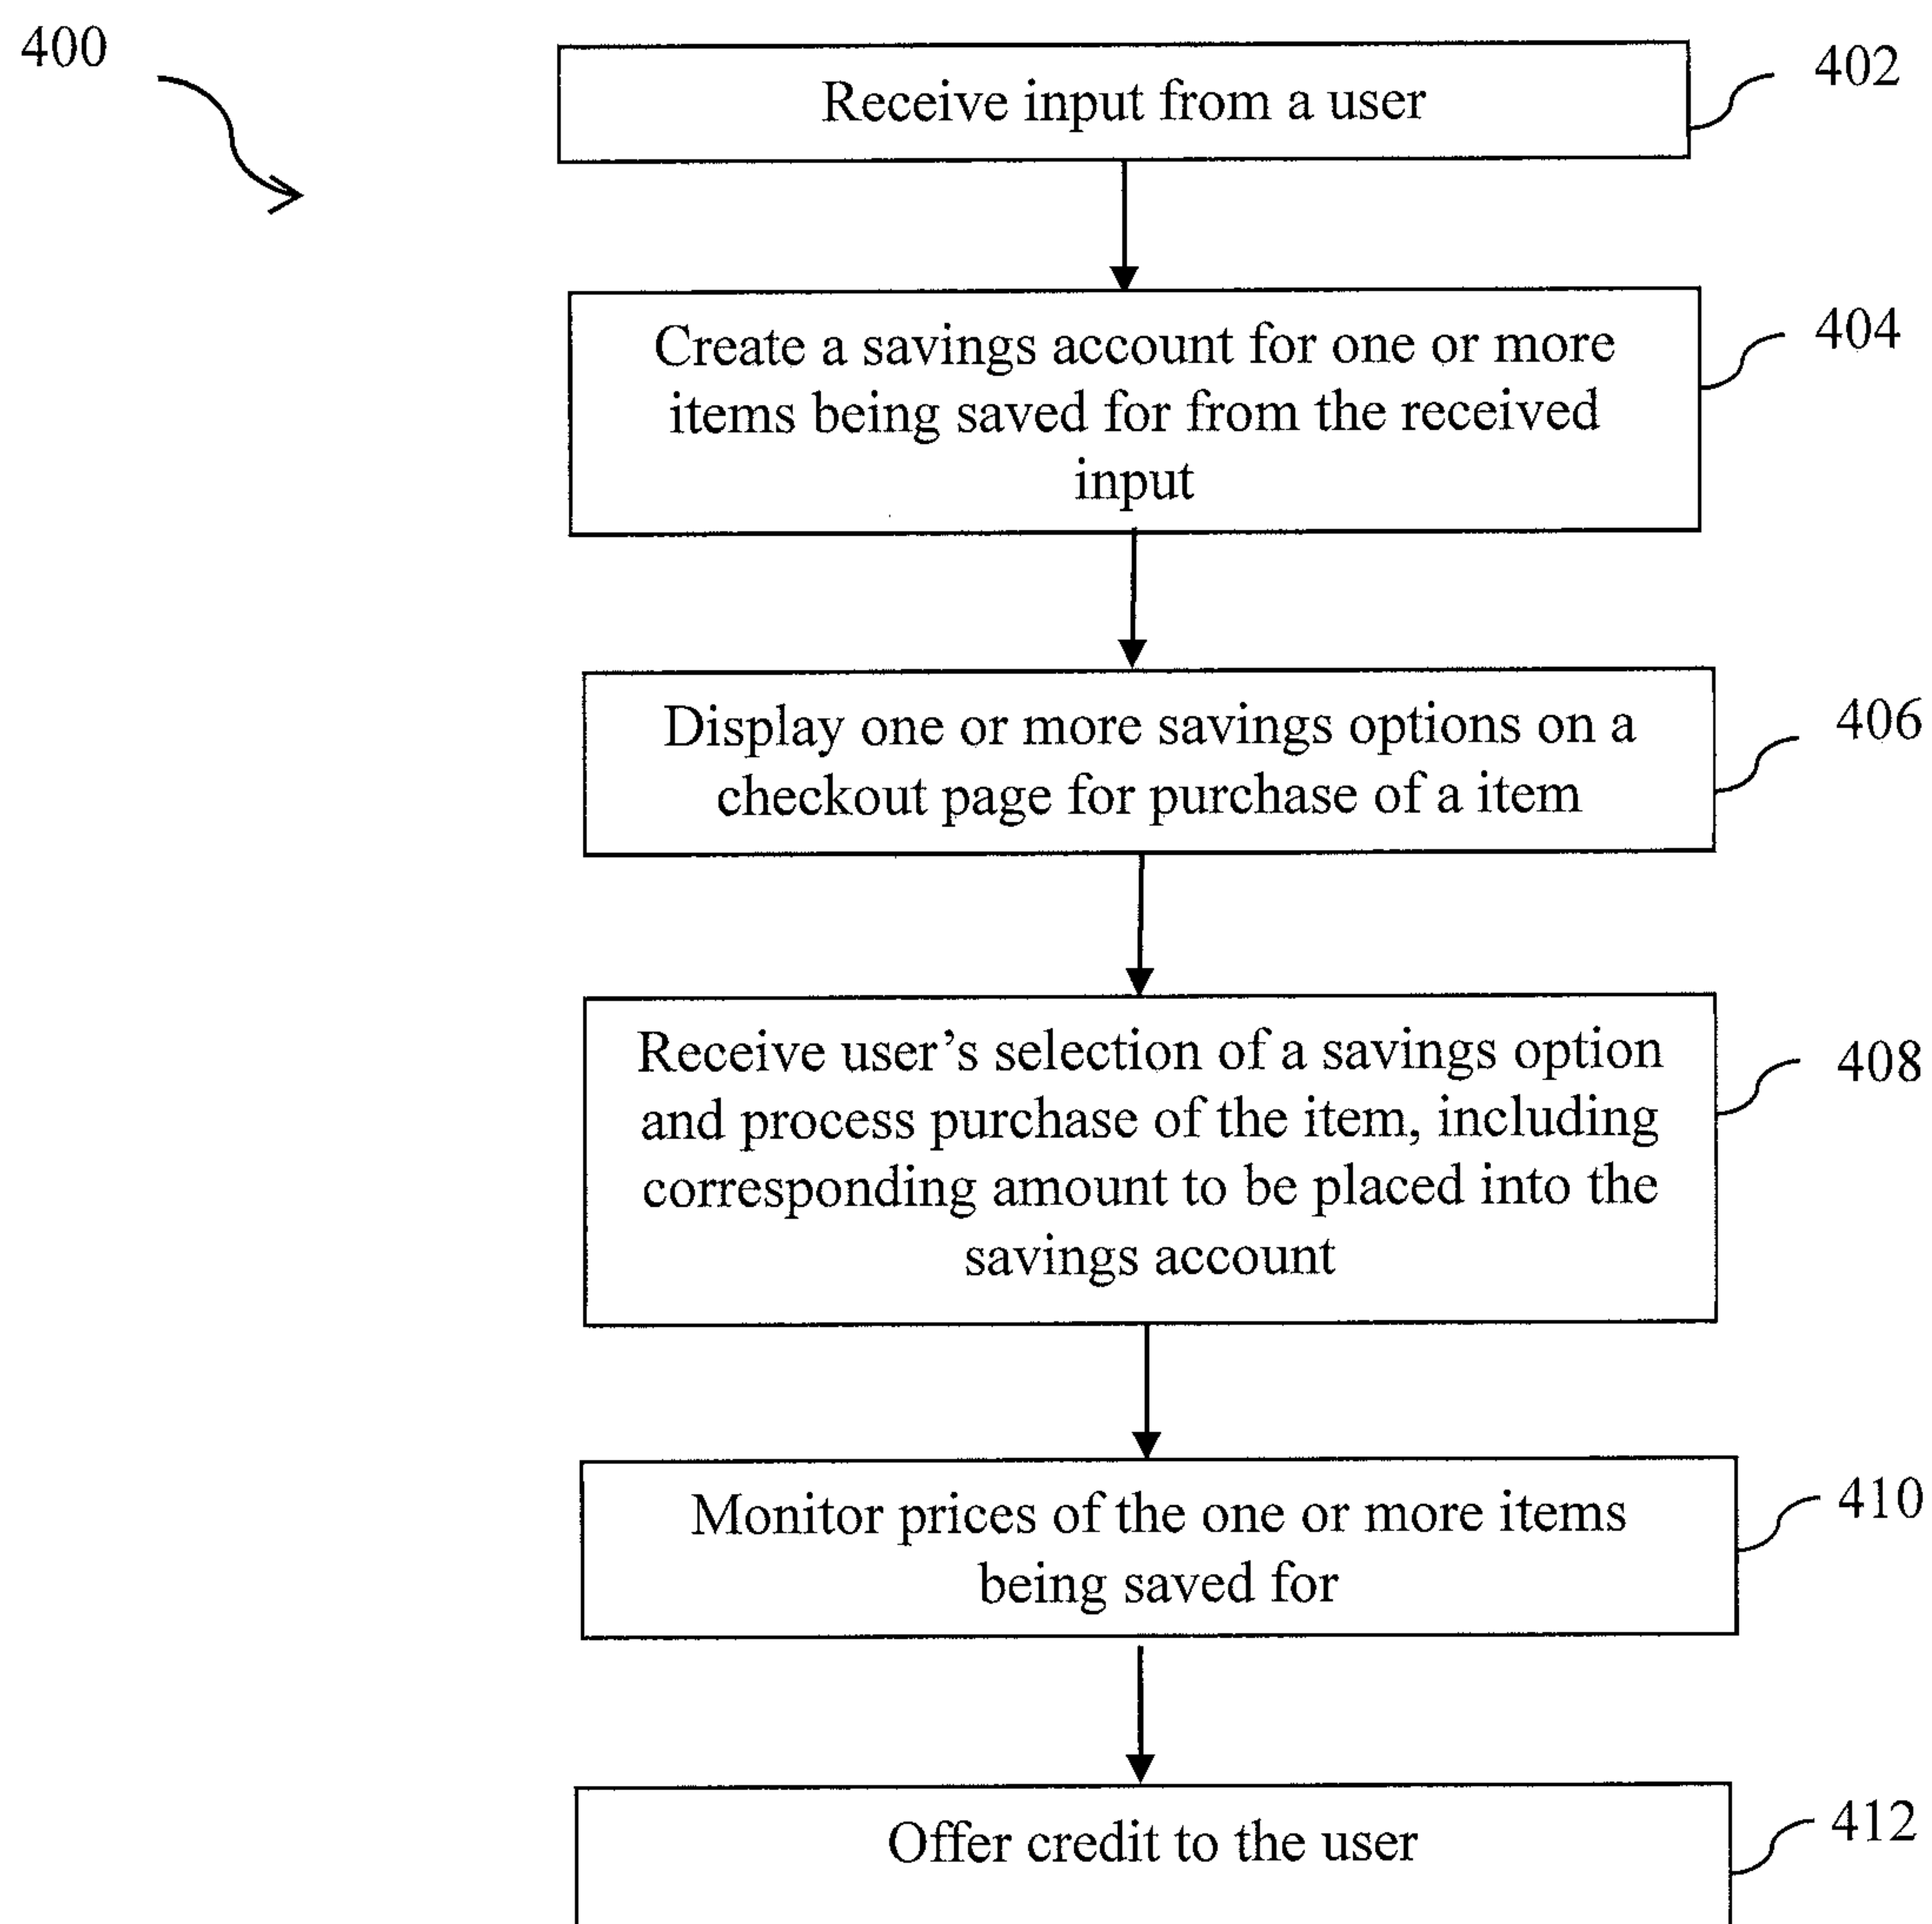 400
Receive input from a user
402
Create a savings account for one or more
items being saved for from the received
input
404
Display one or more savings options on a
checkout page for purchase of a item
406
Receive user’s selection of a savings option
and process purchase of the item, including
corresponding amount to be placed into the
savings account
408
Monitor prices of the one or more items
being saved for
410
Offer credit to the user
412